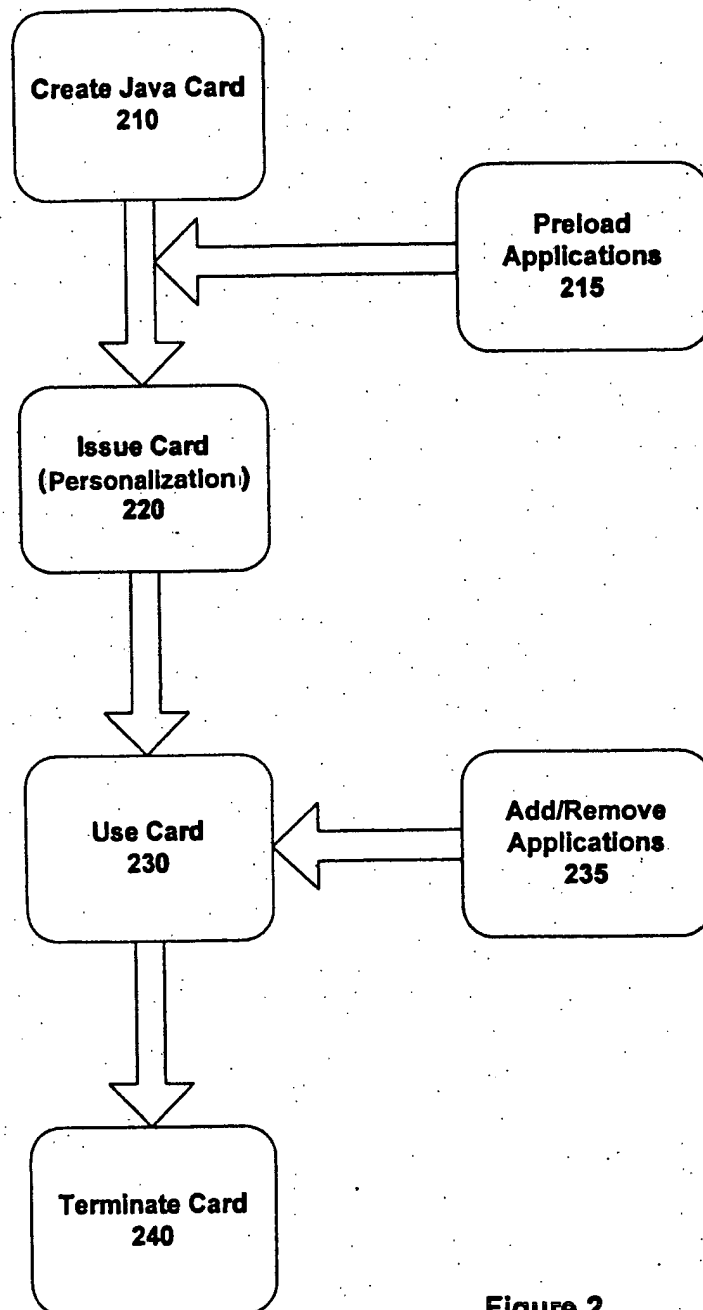 Create Java Card
210
Preload
Applications
215
Issue Card
(Personalization)
220
Use Card
230
Add/Remove
Applications
235
Terminate Card
240
Figure 2